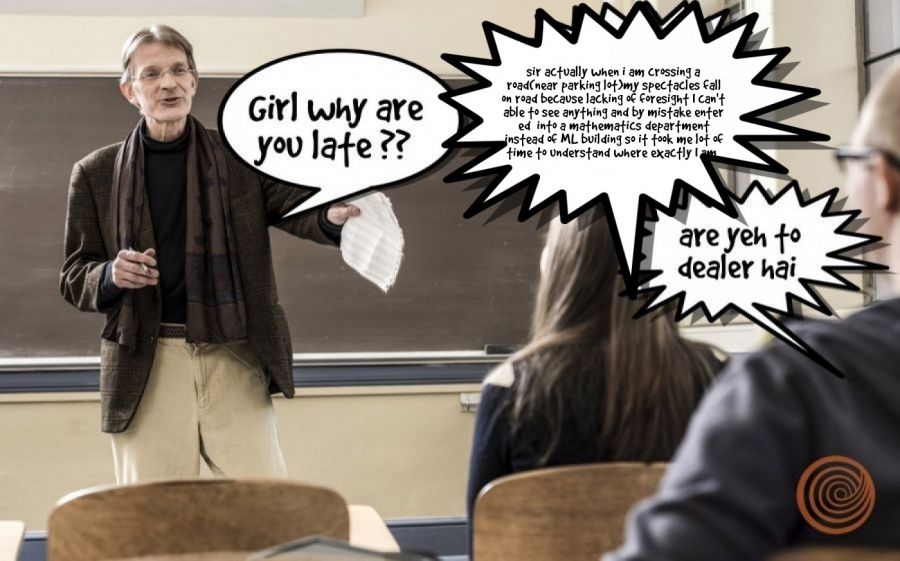 Girl why are
you late ??
sir actually when i am crossing a
road(near parking lot)my spectacles fall
on road because lacking of foresight I can't
able to see anything and by mistake enter
ed into a mathematics department
instead of ML building so it took me lot of
time to understand where exactly I am
are yeh to
dealer hai